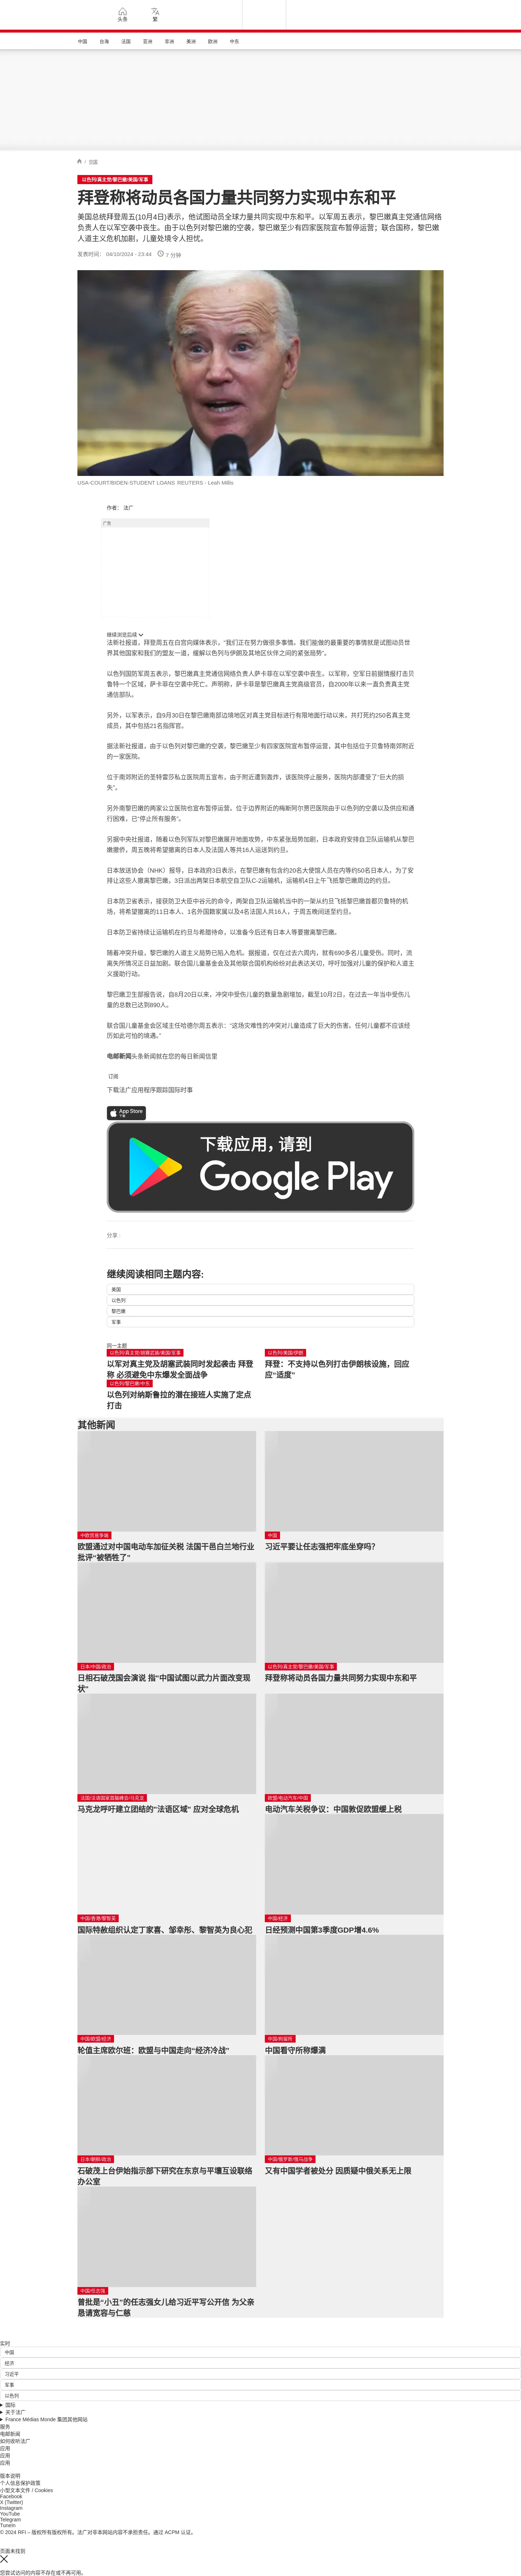 头条
繁
中国
台海
法国
亚洲
非洲
美洲
欧洲
中东
/ 美国
以色列/真主党/黎巴嫩/美国/军事
拜登称将动员各国力量共同努力实现中东和平
美国总统拜登周五(10月4日)表示，他试图动员全球力量共同实现中东和平。以军周五表示，黎巴嫩真主党通信网络
负责人在以军空袭中丧生。由于以色列对黎巴嫩的空袭，黎巴嫩至少有四家医院宣布暂停运营；联合国称，黎巴嫩
人道主义危机加剧，儿童处境令人担忧。
发表时间： 04/10/2024 - 23:44
7 分钟
USA-COURT/BIDEN-STUDENT LOANS REUTERS - Leah Millis
作者： 法广
广告
继续浏览后续
法新社报道，拜登周五在白宫向媒体表示，“我们正在努力做很多事情。我们能做的最重要的事情就是试图动员世
界其他国家和我们的盟友一道，缓解以色列与伊朗及其地区伙伴之间的紧张局势”。
以色列国防军周五表示，黎巴嫩真主党通信网络负责人萨卡菲在以军空袭中丧生。以军称，空军日前据情报打击贝
鲁特一个区域，萨卡菲在空袭中死亡。声明称，萨卡菲是黎巴嫩真主党高级官员，自2000年以来一直负责真主党
通信部队。
另外，以军表示，自9月30日在黎巴嫩南部边境地区对真主党目标进行有限地面行动以来，共打死约250名真主党
成员，其中包括21名指挥官。
据法新社报道，由于以色列对黎巴嫩的空袭，黎巴嫩至少有四家医院宣布暂停运营，其中包括位于贝鲁特南郊附近
的一家医院。
位于南郊附近的圣特雷莎私立医院周五宣布，由于附近遭到轰炸，该医院停止服务，医院内部遭受了“巨大的损
失”。
另外南黎巴嫩的两家公立医院也宣布暂停运营。位于边界附近的梅斯阿尔贾巴医院由于以色列的空袭以及供应和通
行困难，已“停止所有服务”。
另据中央社报道，随着以色列军队对黎巴嫩展开地面攻势，中东紧张局势加剧，日本政府安排自卫队运输机从黎巴
嫩撤侨，周五晚将希望撤离的日本人及法国人等共16人运送到约旦。
日本放送协会（NHK）报导，日本政府3日表示，在黎巴嫩有包含约20名大使馆人员在内等约50名日本人，为了安
排让这些人撤离黎巴嫩，3日派出两架日本航空自卫队C-2运输机，运输机4日上午飞抵黎巴嫩周边的约旦。
日本防卫省表示，接获防卫大臣中谷元的命令，两架自卫队运输机当中的一架从约旦飞抵黎巴嫩首都贝鲁特的机
场，将希望撤离的11日本人、1名外国籍家属以及4名法国人共16人，于周五晚间送至约旦。
日本防卫省待续让运输机在约旦与希腊待命，以准备今后还有日本人等要撤离黎巴嫩。
随着冲突升级，黎巴嫩的人道主义局势已陷入危机。据报道，仅在过去六周内，就有690多名儿童受伤。同时，流
离失所情况正日益加剧。联合国儿童基金会及其他联合国机构纷纷对此表达关切，呼吁加强对儿童的保护和人道主
义援助行动。
黎巴嫩卫生部报告说，自8月20日以来，冲突中受伤儿童的数量急剧增加，截至10月2日，在过去一年当中受伤儿
童的总数已达到890人。
联合国儿童基金会区域主任哈德尔周五表示：“这场灾难性的冲突对儿童造成了巨大的伤害。任何儿童都不应该经
历如此可怕的境遇。”
电邮新闻头条新闻就在您的每日新闻信里
订阅
下载法广应用程序跟踪国际时事
App Store
下载应用，请到
Google Play
分享 :
继续阅读相同主题内容:
美国
以色列
黎巴嫩
军事
同一主题
以色列/真主党/胡赛武装/美国/军事
以军对真主党及胡塞武装同时发起袭击 拜登
称 必须避免中东爆发全面战争
以色列/美国/伊朗
拜登：不支持以色列打击伊朗核设施，回应
应“适度”
以色列/黎巴嫩/中东
以色列对纳斯鲁拉的潜在接班人实施了定点
打击
其他新闻
中欧贸易争端
欧盟通过对中国电动车加征关税 法国干邑白兰地行业
批评“被牺牲了”
中国
习近平要让任志强把牢底坐穿吗？
日本/中国/政治
日相石破茂国会演说 指"中国试图以武力片面改变现
状"
以色列/真主党/黎巴嫩/美国/军事
拜登称将动员各国力量共同努力实现中东和平
法国/法语国家首脑峰会/马克龙
马克龙呼吁建立团结的"法语区域" 应对全球危机
欧盟/电动汽车/中国
电动汽车关税争议：中国敦促欧盟缓上税
中国/香港/黎智英
国际特赦组织认定丁家喜、邹幸彤、黎智英为良心犯
中国/经济
日经预测中国第3季度GDP增4.6%
中国/欧盟/经济
轮值主席欧尔班：欧盟与中国走向“经济冷战”
中国/拘留所
中国看守所称爆满
日本/朝鲜/政治
石破茂上台伊始指示部下研究在东京与平壤互设联络
办公室
中国/俄罗斯/俄乌战争
又有中国学者被处分 因质疑中俄关系无上限
中国/任志强
曾批是“小丑”的任志强女儿给习近平写公开信 为父亲
恳请宽容与仁慈
实时
中国
经济
习近平
军事
以色列
国际
关于法广
France Médias Monde 集团其他网站
服务
电邮新闻
如何收听法广
应用
应用
应用
版本说明
个人信息保护政策
小型文本文件 / Cookies
Facebook
X (Twitter)
Instagram
YouTube
Telegram
TuneIn
© 2024 RFI – 版权所有版权所有。法广对非本网站内容不承担责任。通过 ACPM 认证。
页面未找到
您尝试访问的内容不存在或不再可用。